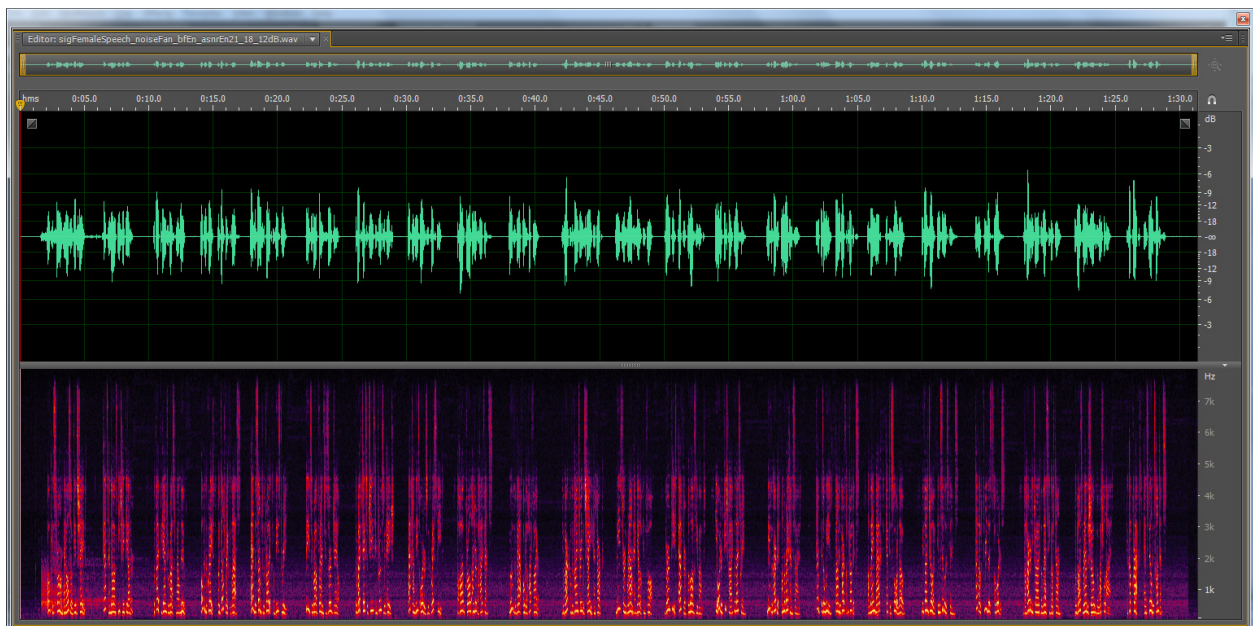 Editor: sigFemaleSpeech_noiseFan_bfEn_asnrEn21_18_12dB.wav
hms 0:05.0 0:10.0 0:15.0 0:20.0 0:25.0 0:30.0 0:35.0 0:40.0 0:45.0 0:50.0 0:55.0 1:00.0 1:05.0 1:10.0 1:15.0 1:20.0 1:25.0 1:30.0
dB
-3
-6
-9
-12
-18
-∞
-18
-12
-9
-6
-3
Hz
7k
6k
5k
4k
3k
2k
1k